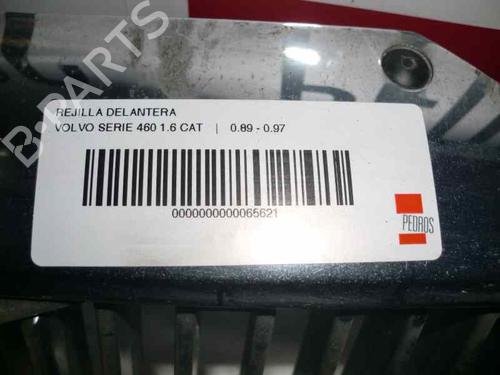 B-PARTS
REJILLA DELANTERA
VOLVO SERIE 460 1.6 CAT | 0.89 - 0.97
0000000000065621
PEDROS